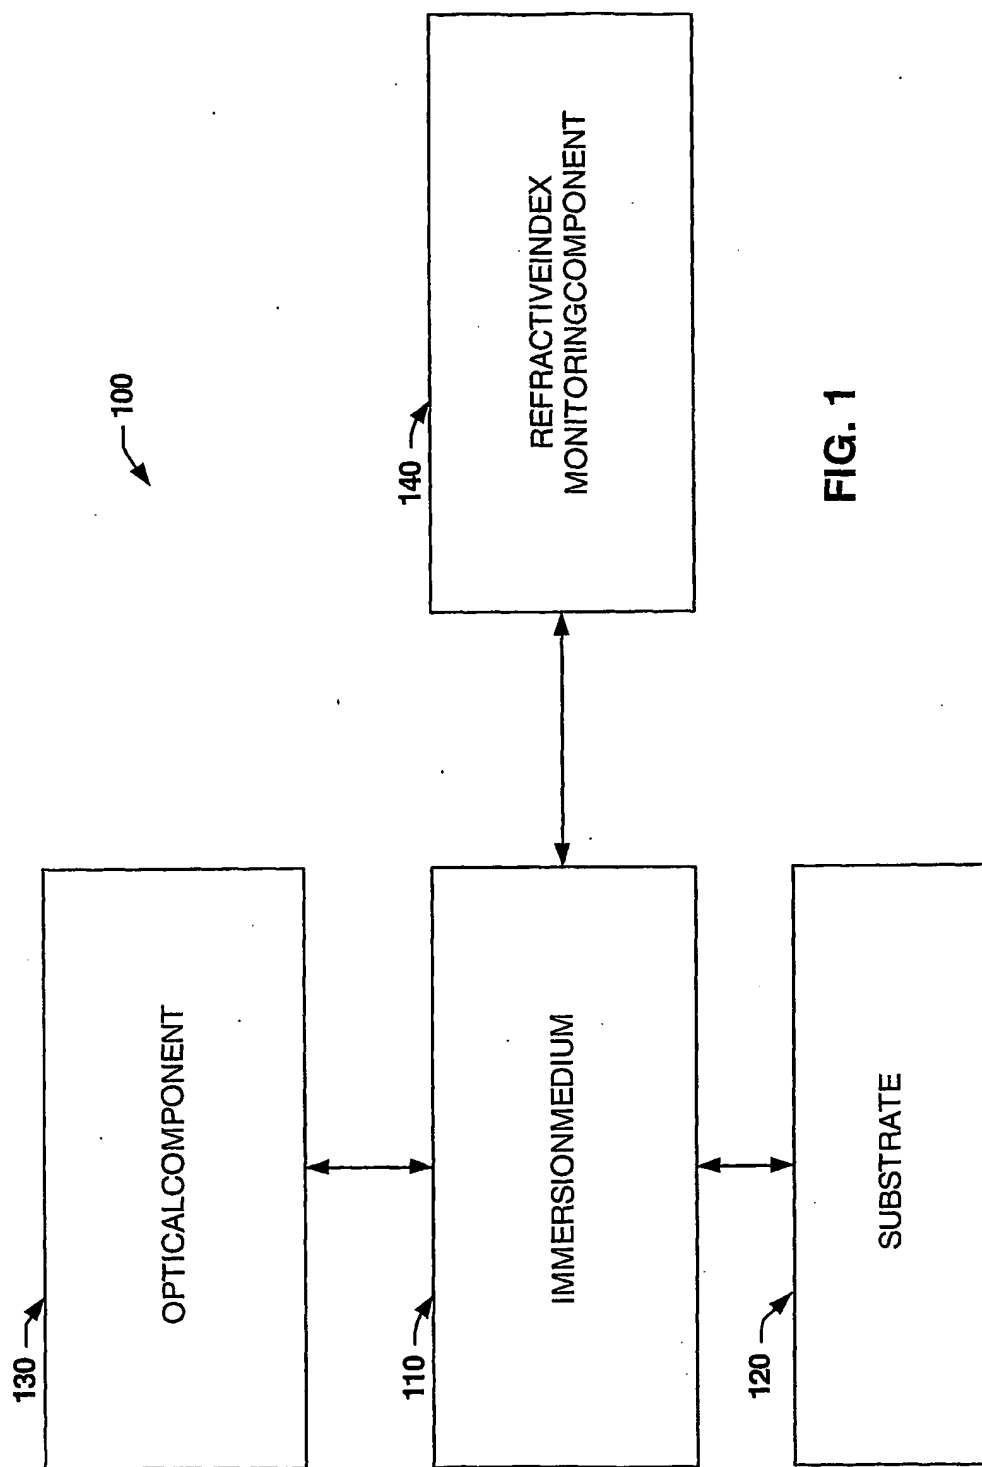 100
130
OPTICALCOMPONENT
110
IMMERSIONMEDIUM
140
REFRACTIVEINDEX
MONITORINGCOMPONENT
120
SUBSTRATE
FIG. 1